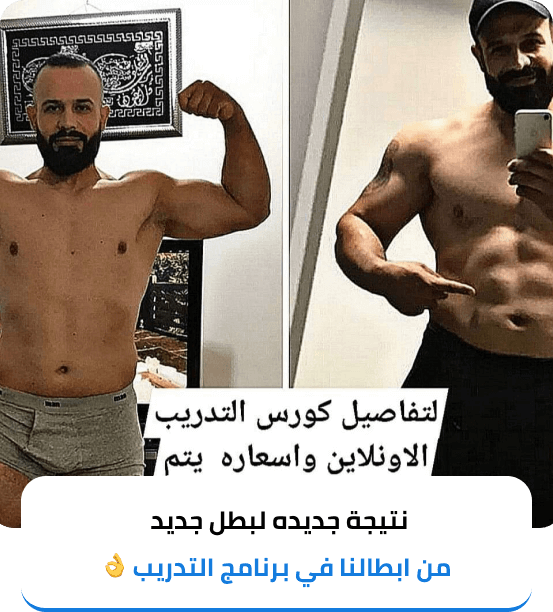 لتفاصيل كورس التدريب
الاونلاين واسعاره يتم
نتيجة جديده لبطل جديد
من ابطالنا في برنامج التدريب 👌